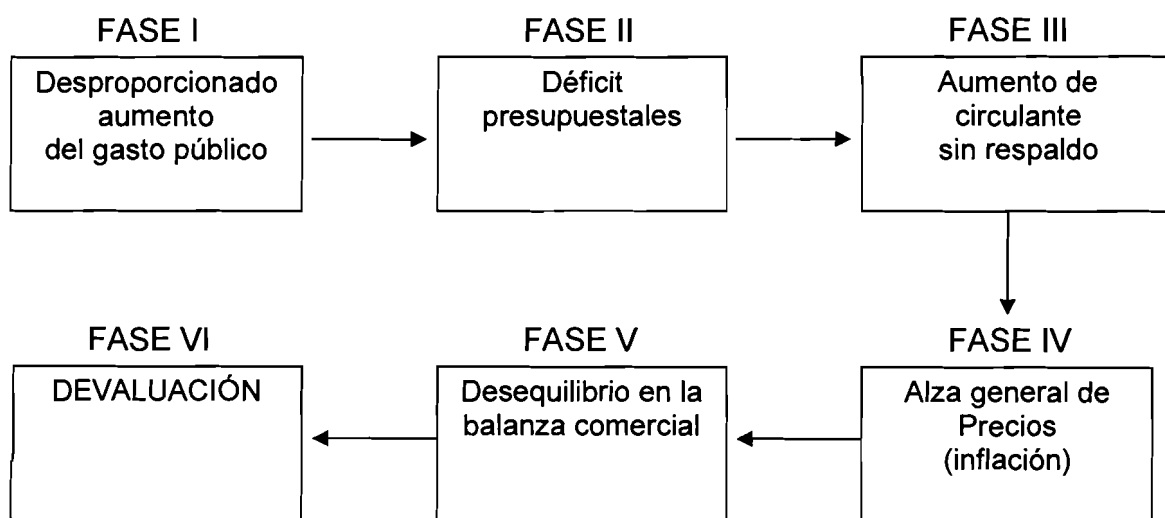 FASE I
Desproporcionado
aumento
del gasto público
FASE II
Déficit
presupuestales
FASE III
Aumento de
circulante
sin respaldo
FASE IV
Alza general de
Precios
(inflación)
FASE V
Desequilibrio en la
balanza comercial
FASE VI
DEVALUACIÓN